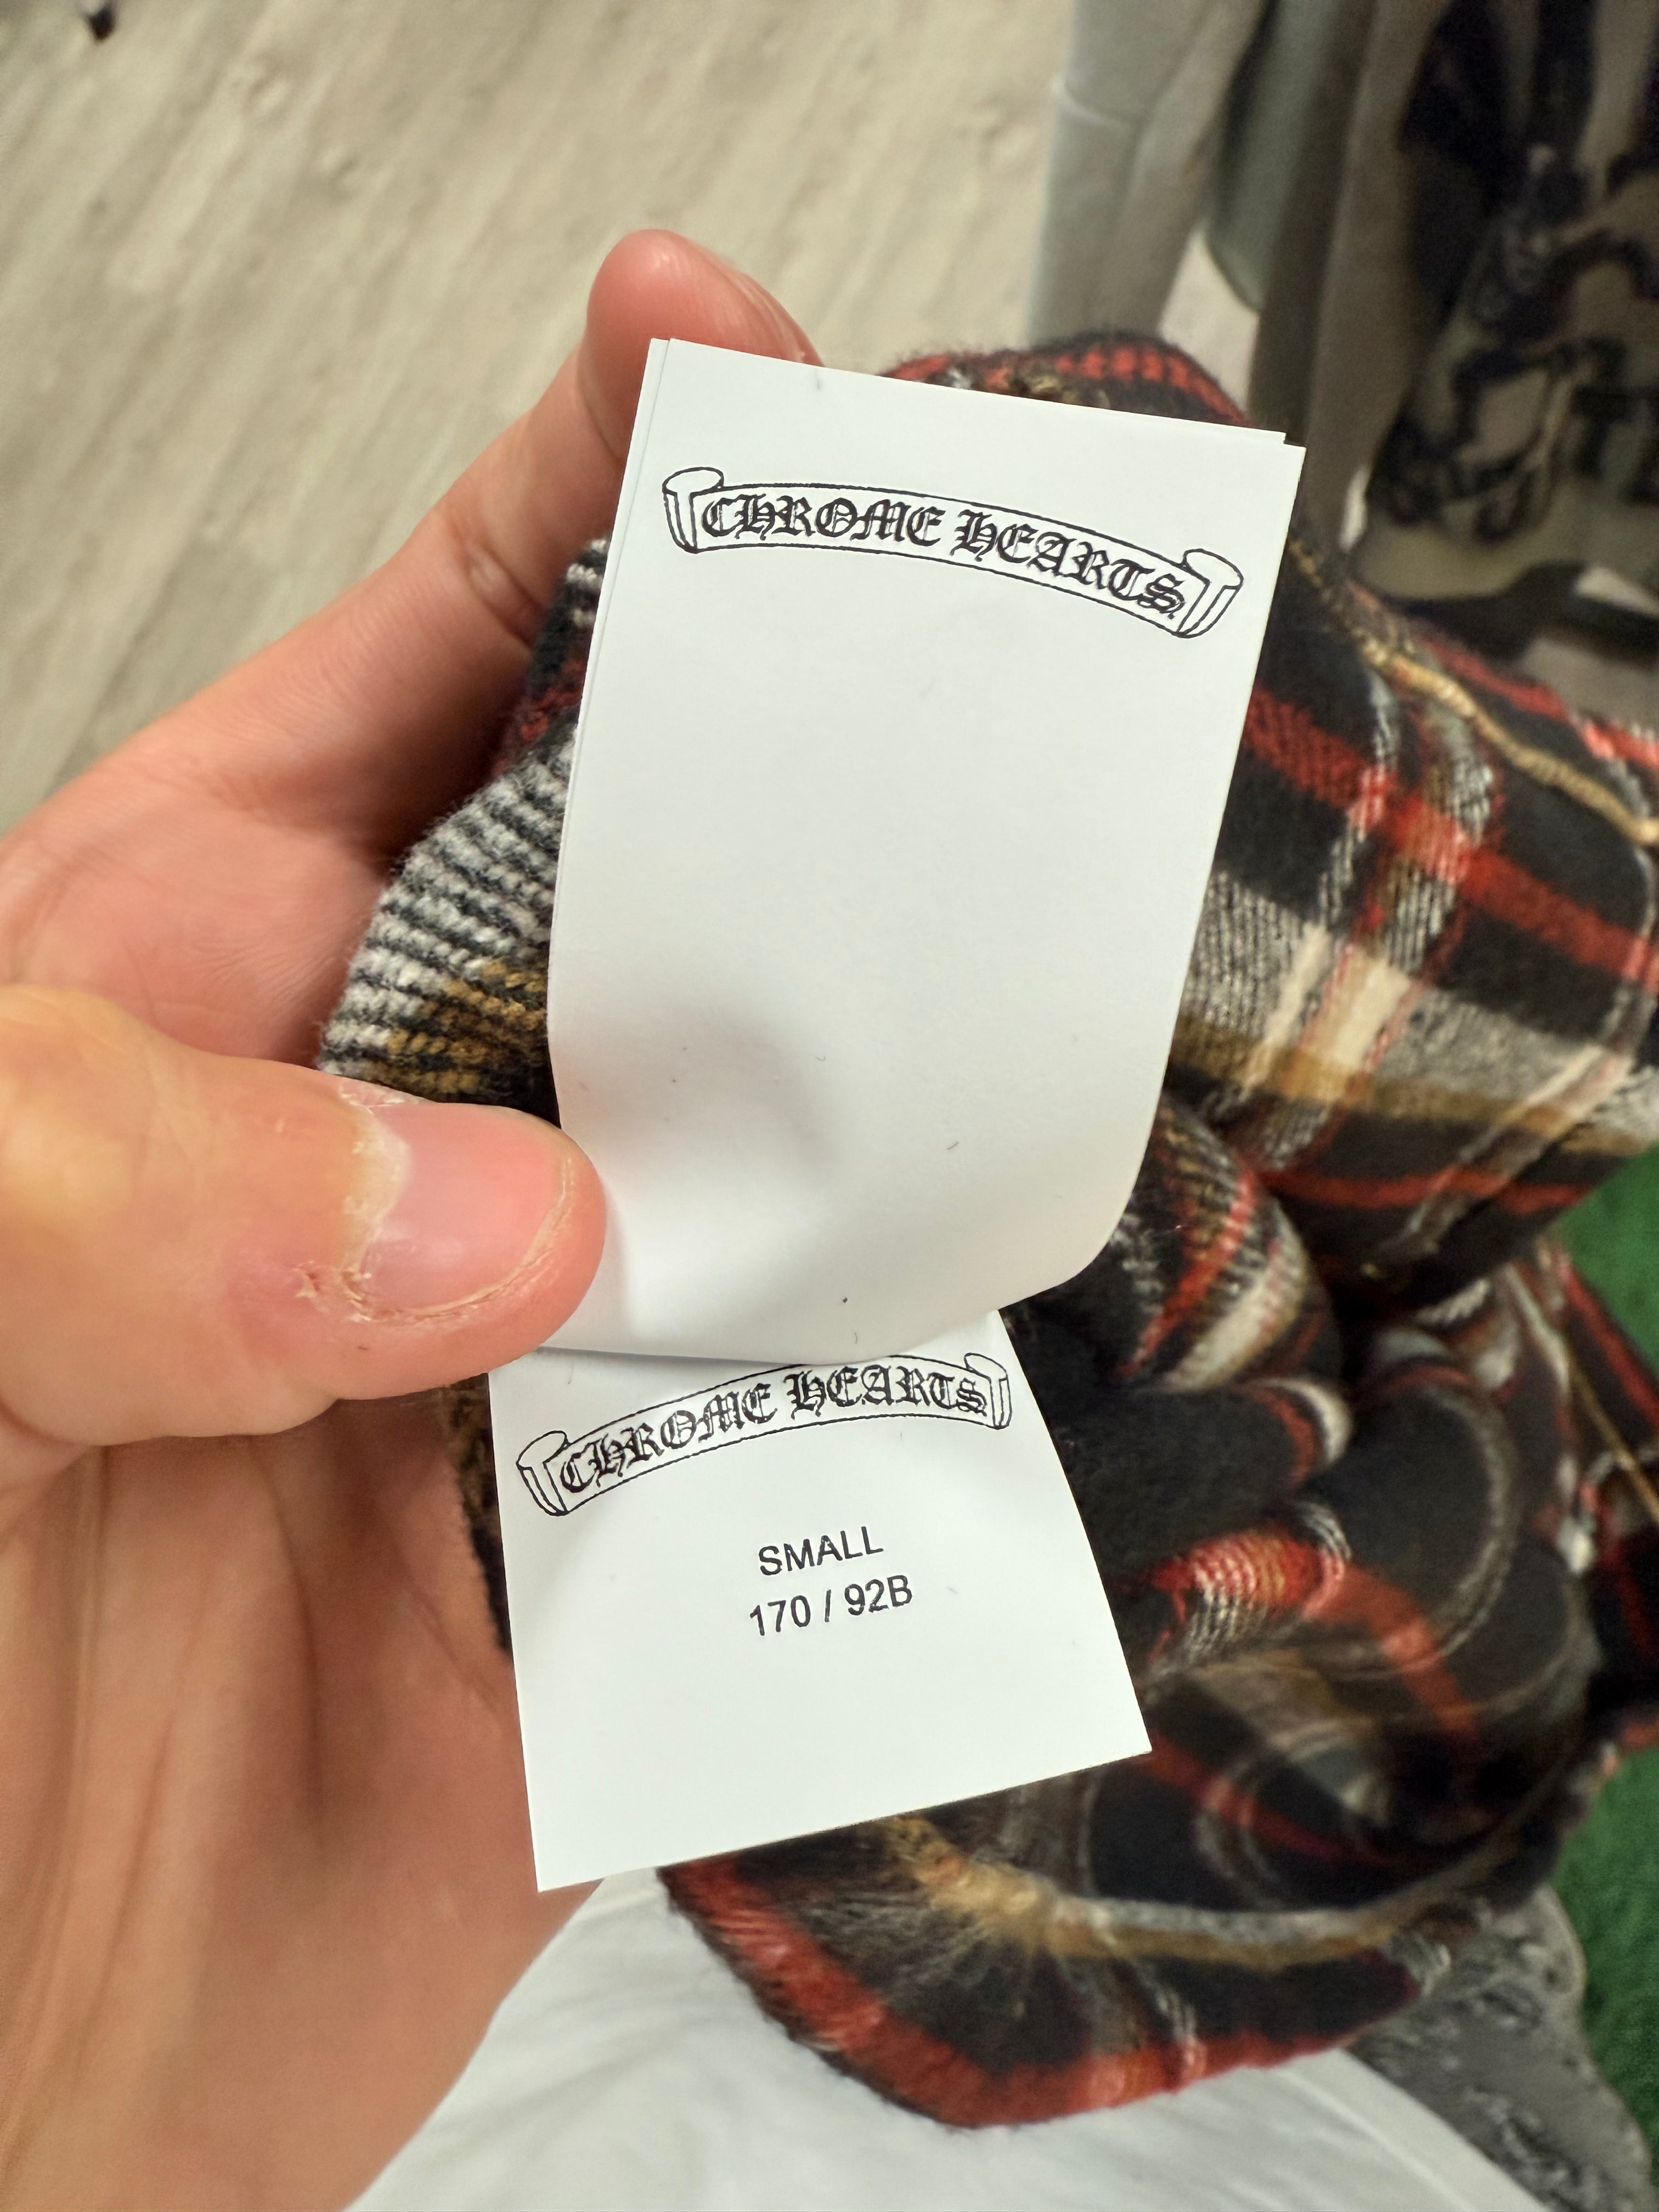 CHROME HEARTS
CHROME HEARTS
SMALL
170 / 92B